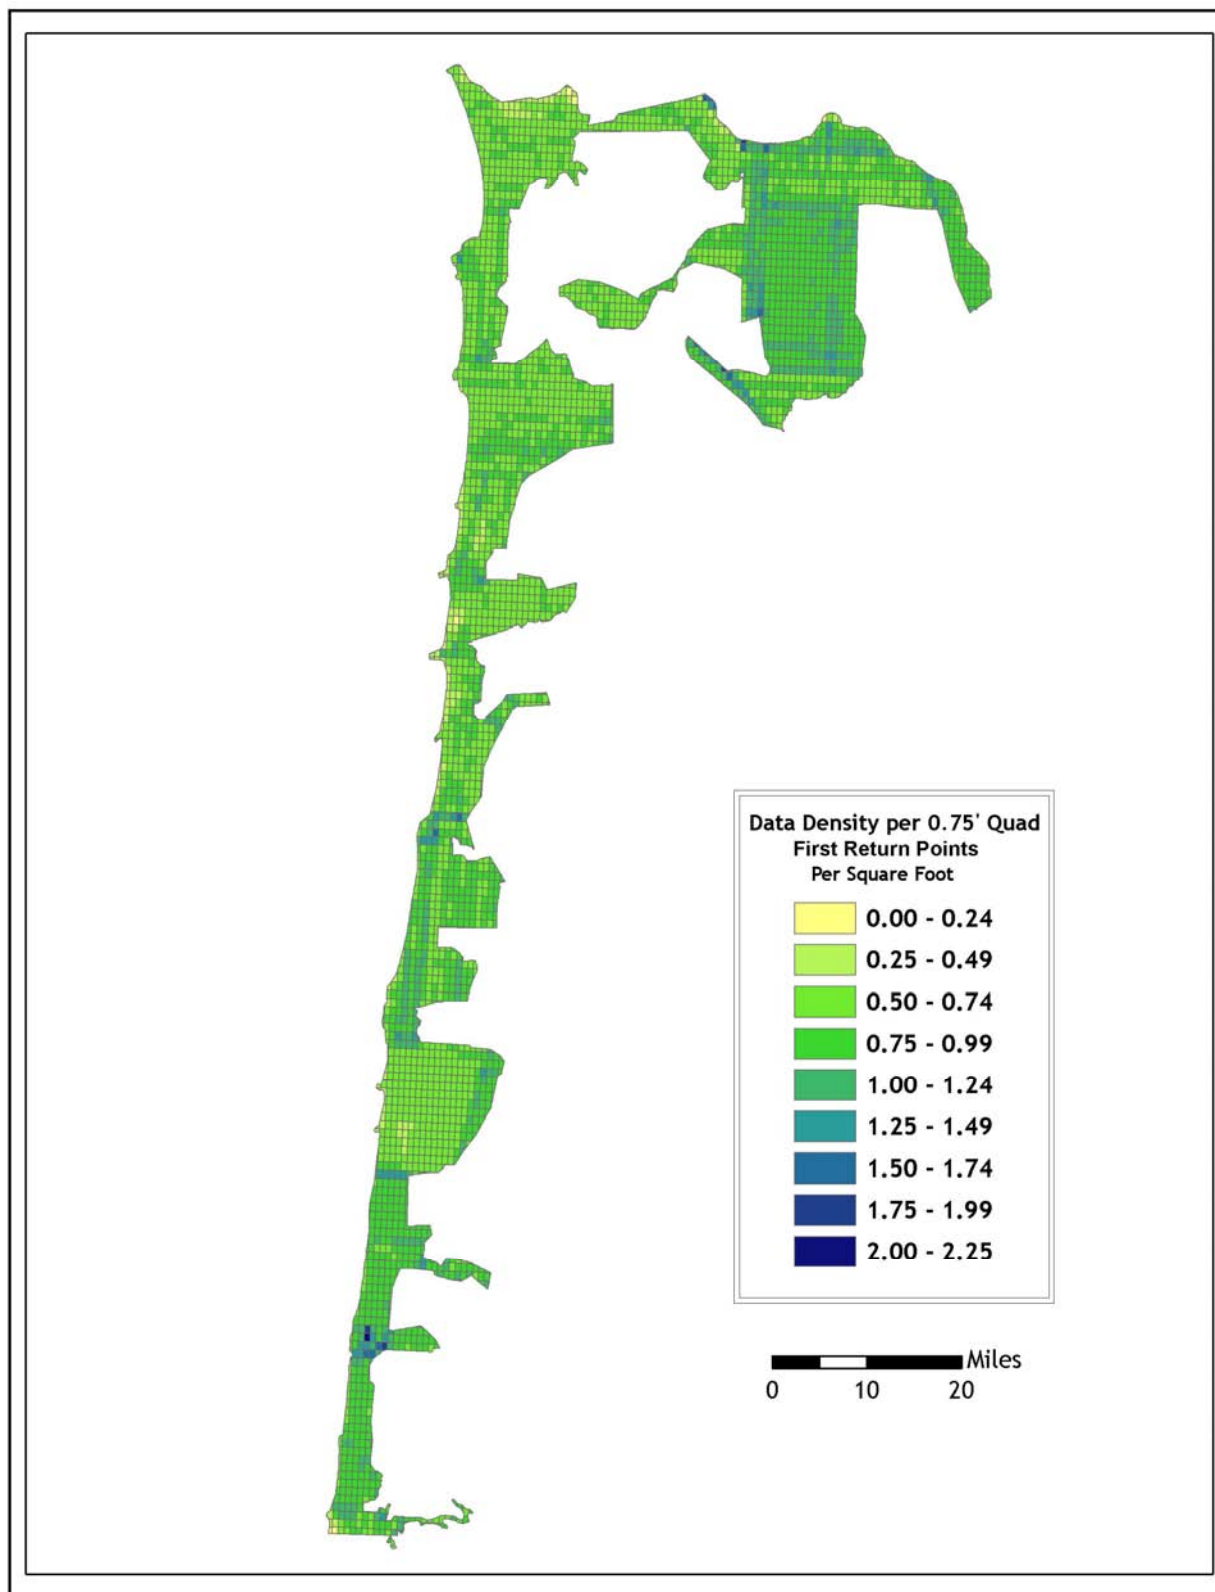 Data Density per 0.75' Quad
First Return Points
Per Square Foot
0.00 - 0.24
0.25 - 0.49
0.50 - 0.74
0.75 - 0.99
1.00 - 1.24
1.25 - 1.49
1.50 - 1.74
1.75 - 1.99
2.00 - 2.25
Miles
0 10 20